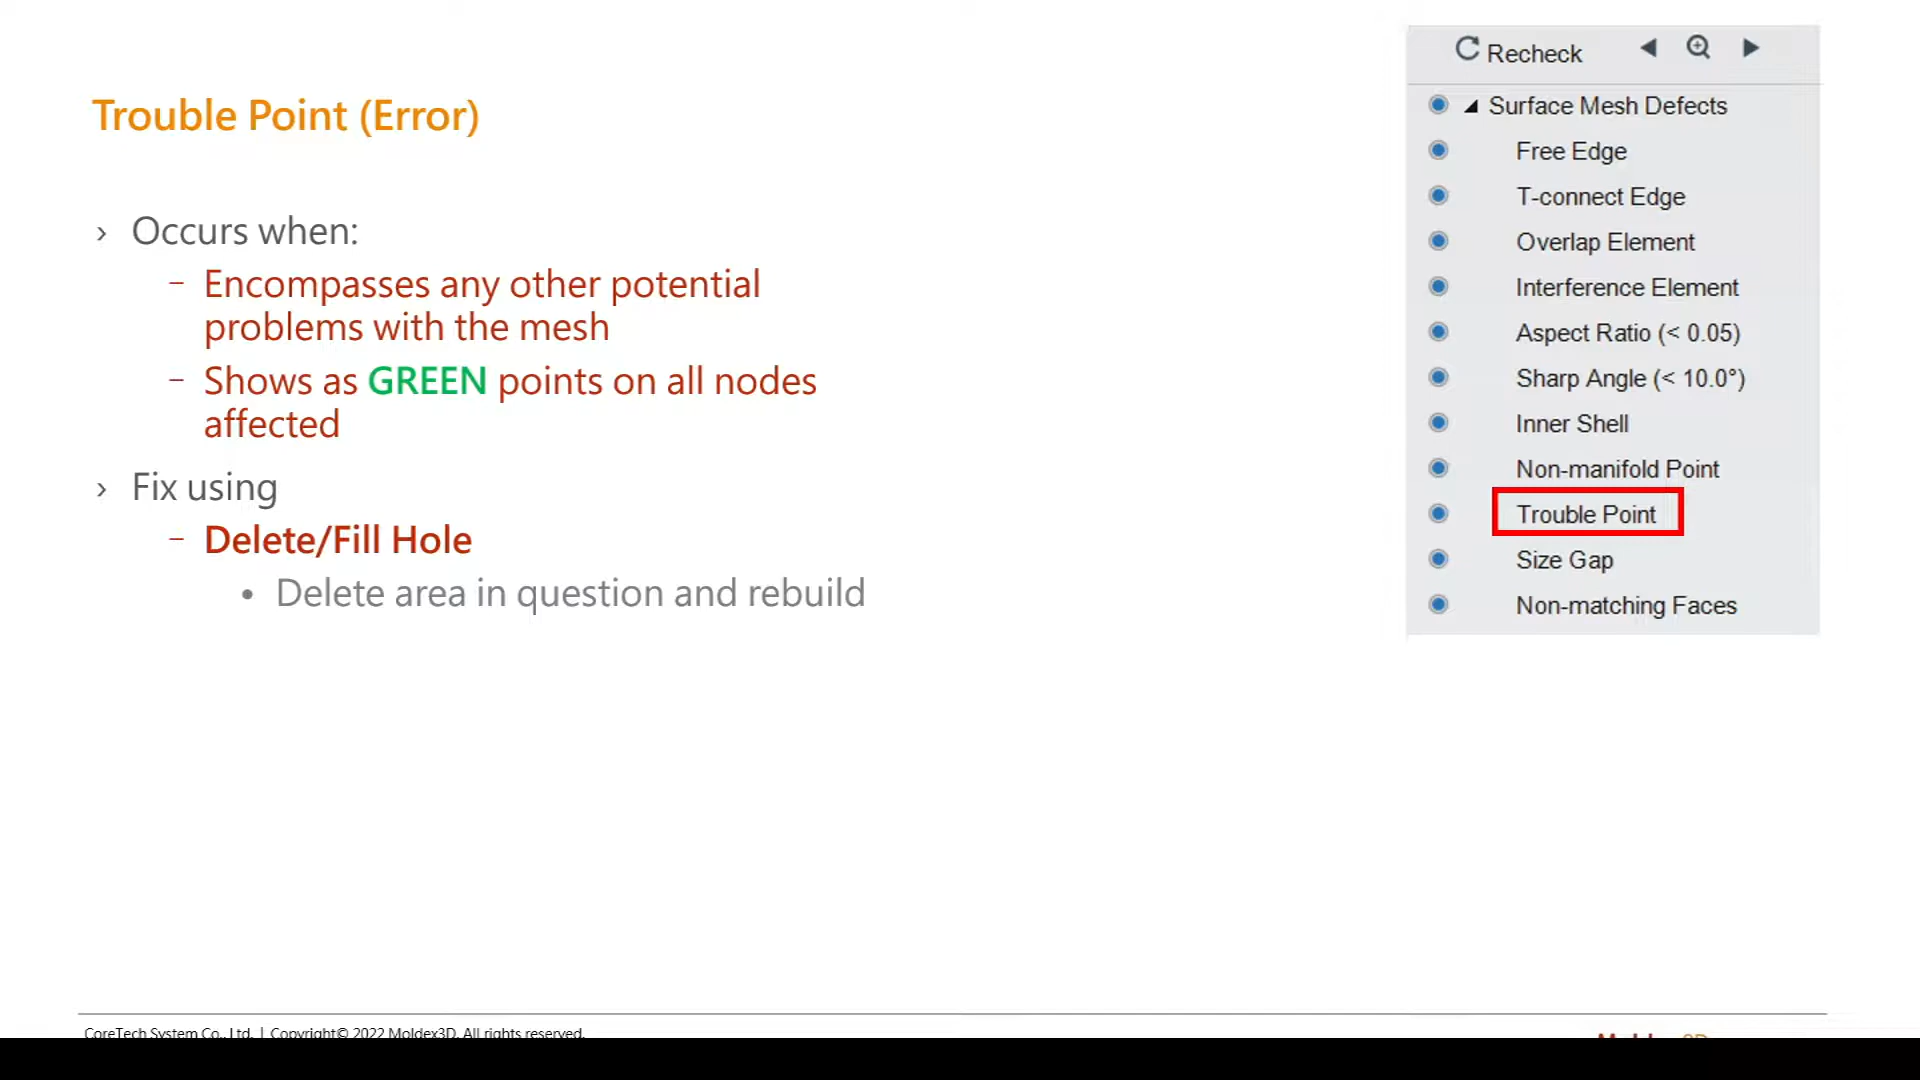 Trouble Point (Error)
› Occurs when:
- Encompasses any other potential
problems with the mesh
- Shows as GREEN points on all nodes
affected
› Fix using
- Delete/Fill Hole
• Delete area in question and rebuild
Recheck
Surface Mesh Defects
Free Edge
T-connect Edge
Overlap Element
Interference Element
Aspect Ratio (< 0.05)
Sharp Angle (< 10.0°)
Inner Shell
Non-manifold Point
Trouble Point
Size Gap
Non-matching Faces
CoreTech System Co., Ltd. | Copyright© 2022 Moldex3D. All rights reserved.